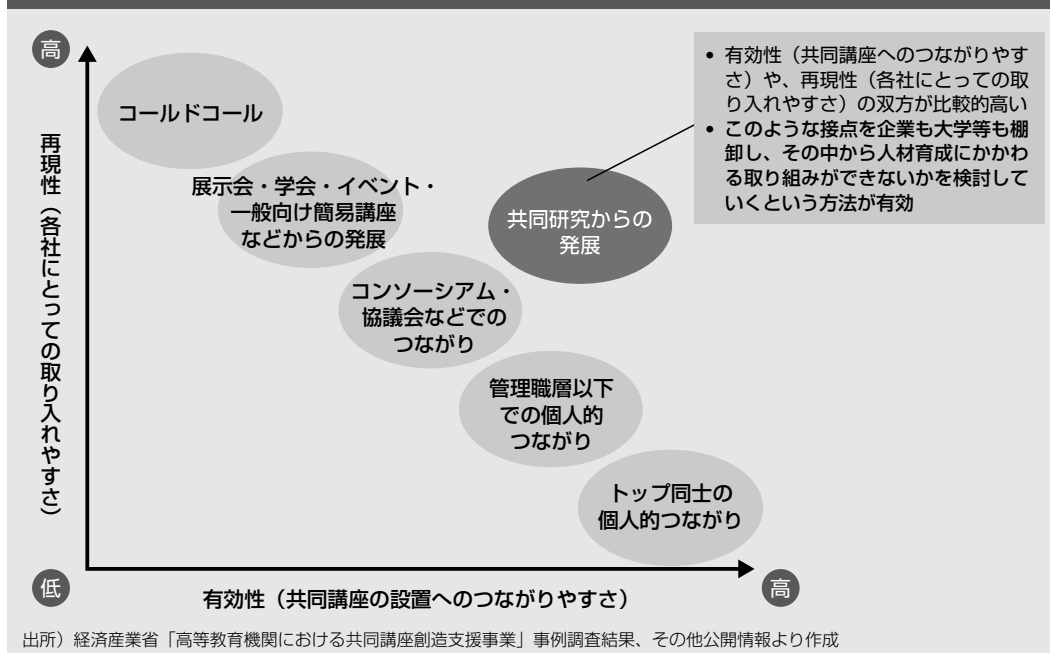 高
再現性（各社にとっての取り入れやすさ）
コールドコール
展示会・学会・イベント・
一般向け簡易講座
などからの発展
コンソーシアム・
協議会などでの
つながり
管理職層以下
での個人的
つながり
トップ同士の
個人的つながり
共同研究からの
発展
• 有効性（共同講座へのつながりやす
さ）や、再現性（各社にとっての取
り入れやすさ）の双方が比較的高い
• このような接点を企業も大学等も棚
卸し、その中から人材育成にかかわ
る取り組みができないかを検討して
いくという方法が有効
低
有効性（共同講座の設置へのつながりやすさ）
高
出所）経済産業省「高等教育機関における共同講座創造支援事業」事例調査結果、その他公開情報より作成